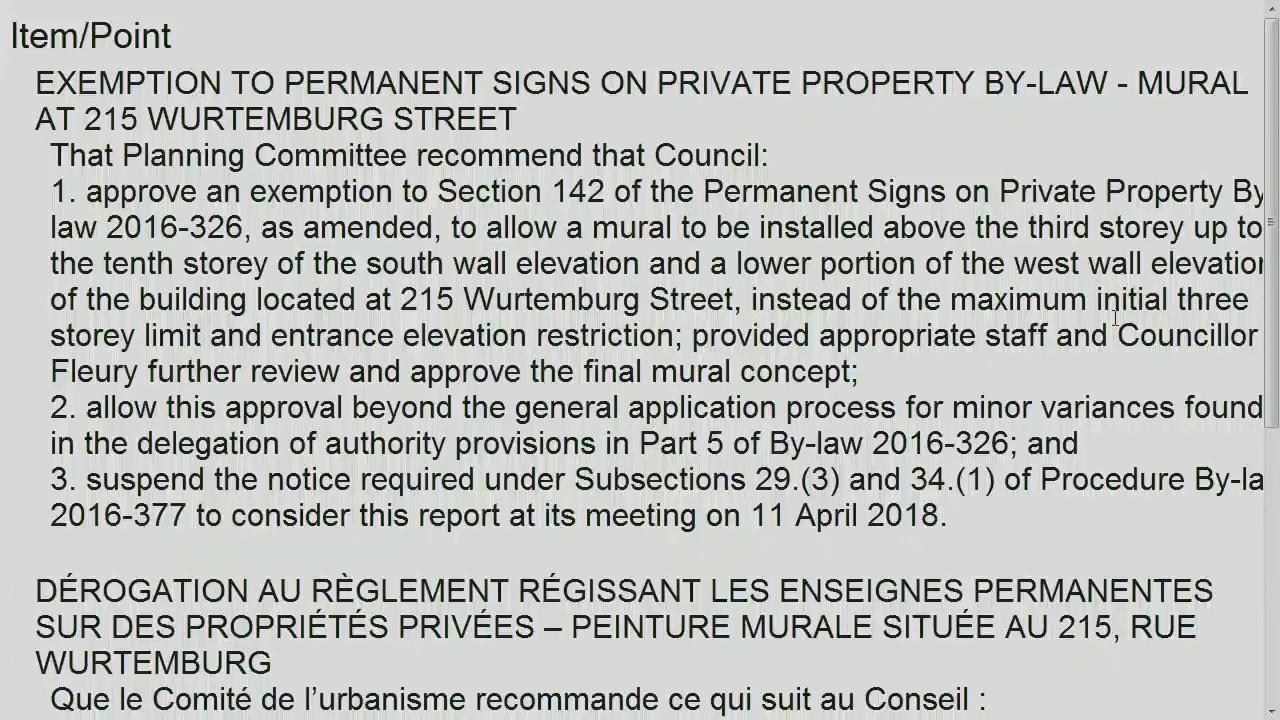 Item/Point
EXEMPTION TO PERMANENT SIGNS ON PRIVATE PROPERTY BY-LAW - MURAL
AT 215 WURTEMBURG STREET
That Planning Committee recommend that Council:
1. approve an exemption to Section 142 of the Permanent Signs on Private Property By
law 2016-326, as amended, to allow a mural to be installed above the third storey up to
the tenth storey of the south wall elevation and a lower portion of the west wall elevation
of the building located at 215 Wurtemburg Street, instead of the maximum initial three
storey limit and entrance elevation restriction; provided appropriate staff and Councillor
Fleury further review and approve the final mural concept;
2. allow this approval beyond the general application process for minor variances found
in the delegation of authority provisions in Part 5 of By-law 2016-326; and
3. suspend the notice required under Subsections 29.(3) and 34.(1) of Procedure By-la
2016-377 to consider this report at its meeting on 11 April 2018.
DÉROGATION AU RÈGLEMENT RÉGISSANT LES ENSEIGNES PERMANENTES
SUR DES PROPRIÉTÉS PRIVÉES – PEINTURE MURALE SITUÉE AU 215, RUE
WURTEMBURG
Que le Comité de l’urbanisme recommande ce qui suit au Conseil :